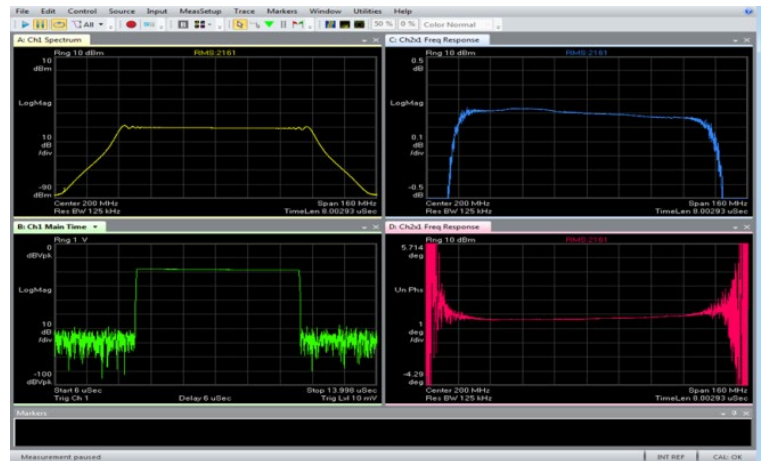 File Edit Control Source Input MeasSetup Trace Markers Window Utilities Help
All 50 % 0 % Color Normal
A: Ch1 Spectrum
Rng 10 dBm RMS:2161
10
dBm
LogMag
10
dB
/div
-90
dBm
Center 200 MHz Span 160 MHz
Res BW 125 kHz TimeLen 8.00293 uSec
C: Ch2x1 Freq Response
Rng 10 dBm RMS:2161
0.5
dB
LogMag
0.1
dB
/div
-0.5
dB
Center 200 MHz Span 160 MHz
Res BW 125 kHz TimeLen 8.00293 uSec
B: Ch1 Main Time
Rng 1 V
0
dBVpk
LogMag
10
dB
/div
-100
dBVpk
Start 6 uSec Stop 13.998 uSec
Trig Ch 1 Delay 6 uSec Trig Lvl 10 mV
D: Ch2x1 Freq Response
Rng 10 dBm RMS:2161
5.714
deg
Un Phs
1
deg
/div
-4.29
deg
Center 200 MHz Span 160 MHz
Res BW 125 kHz TimeLen 8.00293 uSec
Markers
Measurement paused INT REF CAL: OK